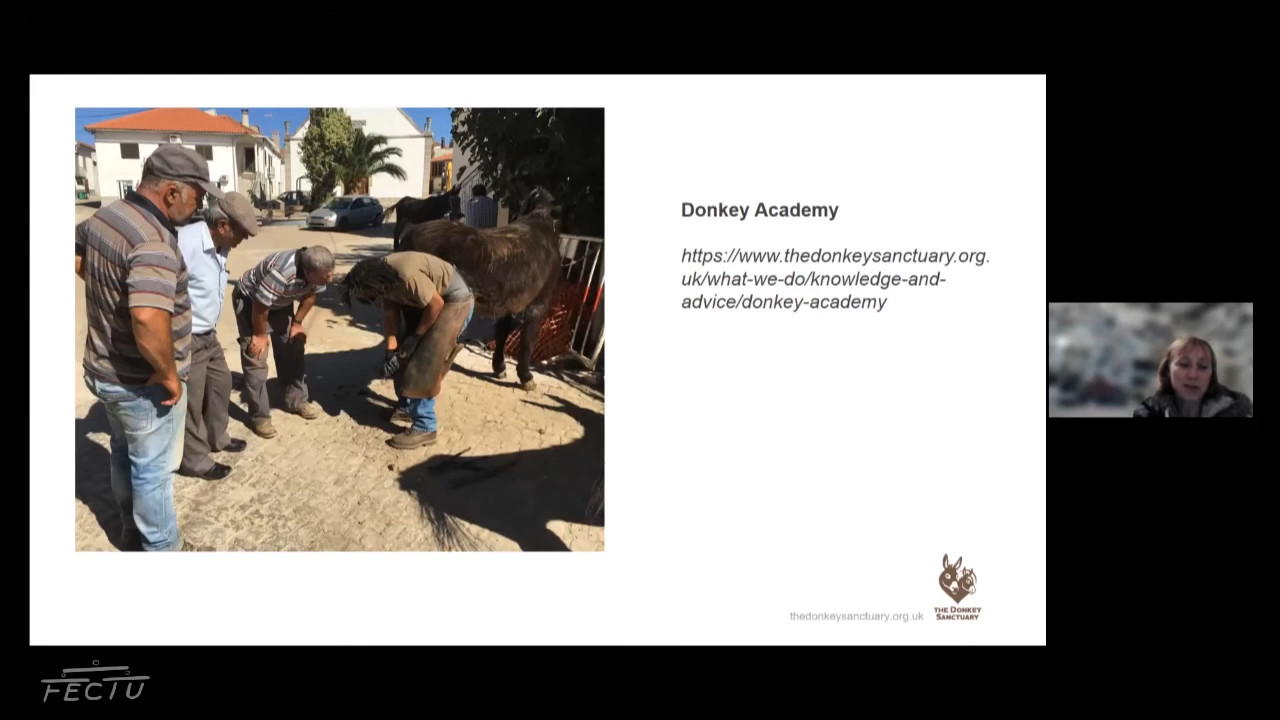 Donkey Academy
https://www.thedonkeysanctuary.org.
uk/what-we-do/knowledge-and-
advice/donkey-academy
thedonkeysanctuary.org.uk
THE DONKEY
SANCTUARY
FECTU